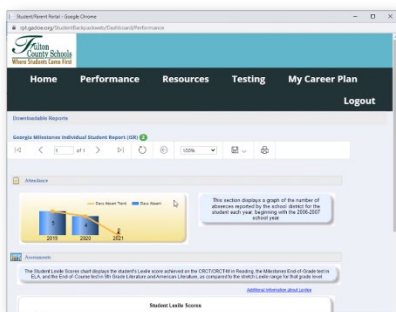 Student/Parent Portal - Google Chrome
Fulton
County Schools
Where Students Come First
Home Performance Resources Testing My Career Plan
Logout
Downloadable Reports
Georgia Milestones Individual Student Report (ISR)
1 of 1 100%
Attendance
Days Absent Trend Days Absent
2019 2020 2021
This section displays a graph of the number of
absences reported by the school district for the
student each year, beginning with the 2006-2007
school year.
Assessments
The Student Lexile Scores chart displays the student's Lexile score achieved on the CRCT/CRCT-M in Reading, the Milestones End of Grade test in
ELA, and the End of Course test in 9th Grade Literature and American Literature, as compared to the stretch Lexile range for that grade level.
Additional Information about Lexiles
Student Lexile Scores